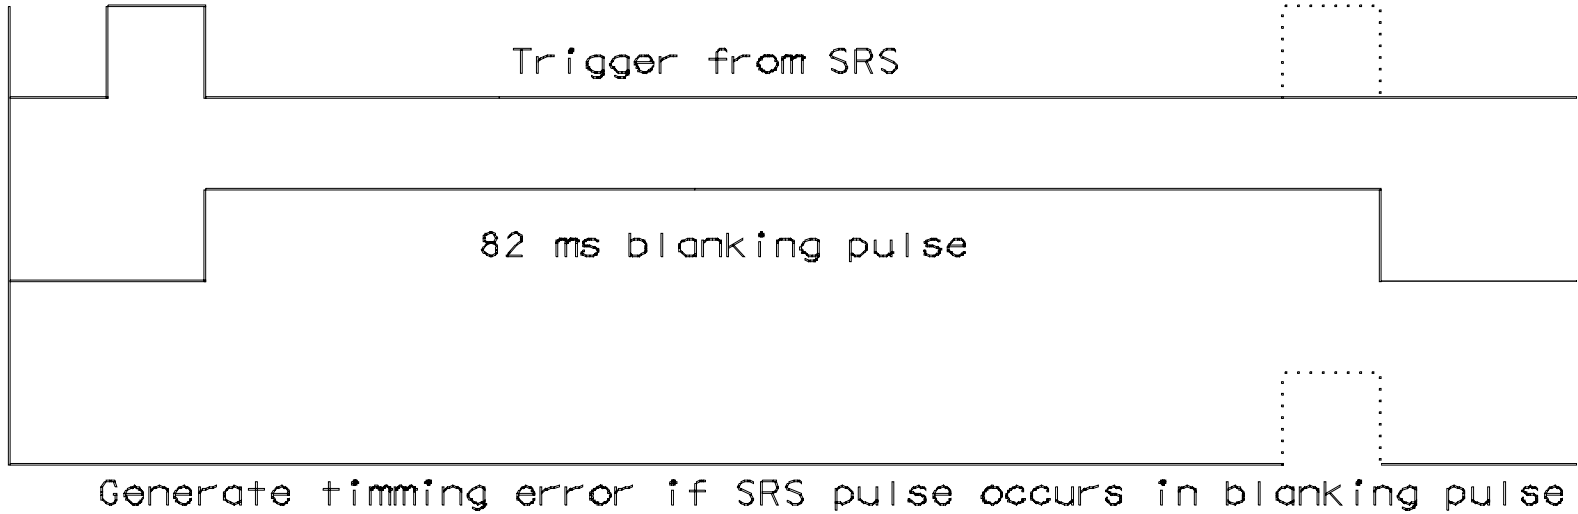 Trigger from SRS
82 ms blanking pulse
Generate timming error if SRS pulse occurs in blanking pulse